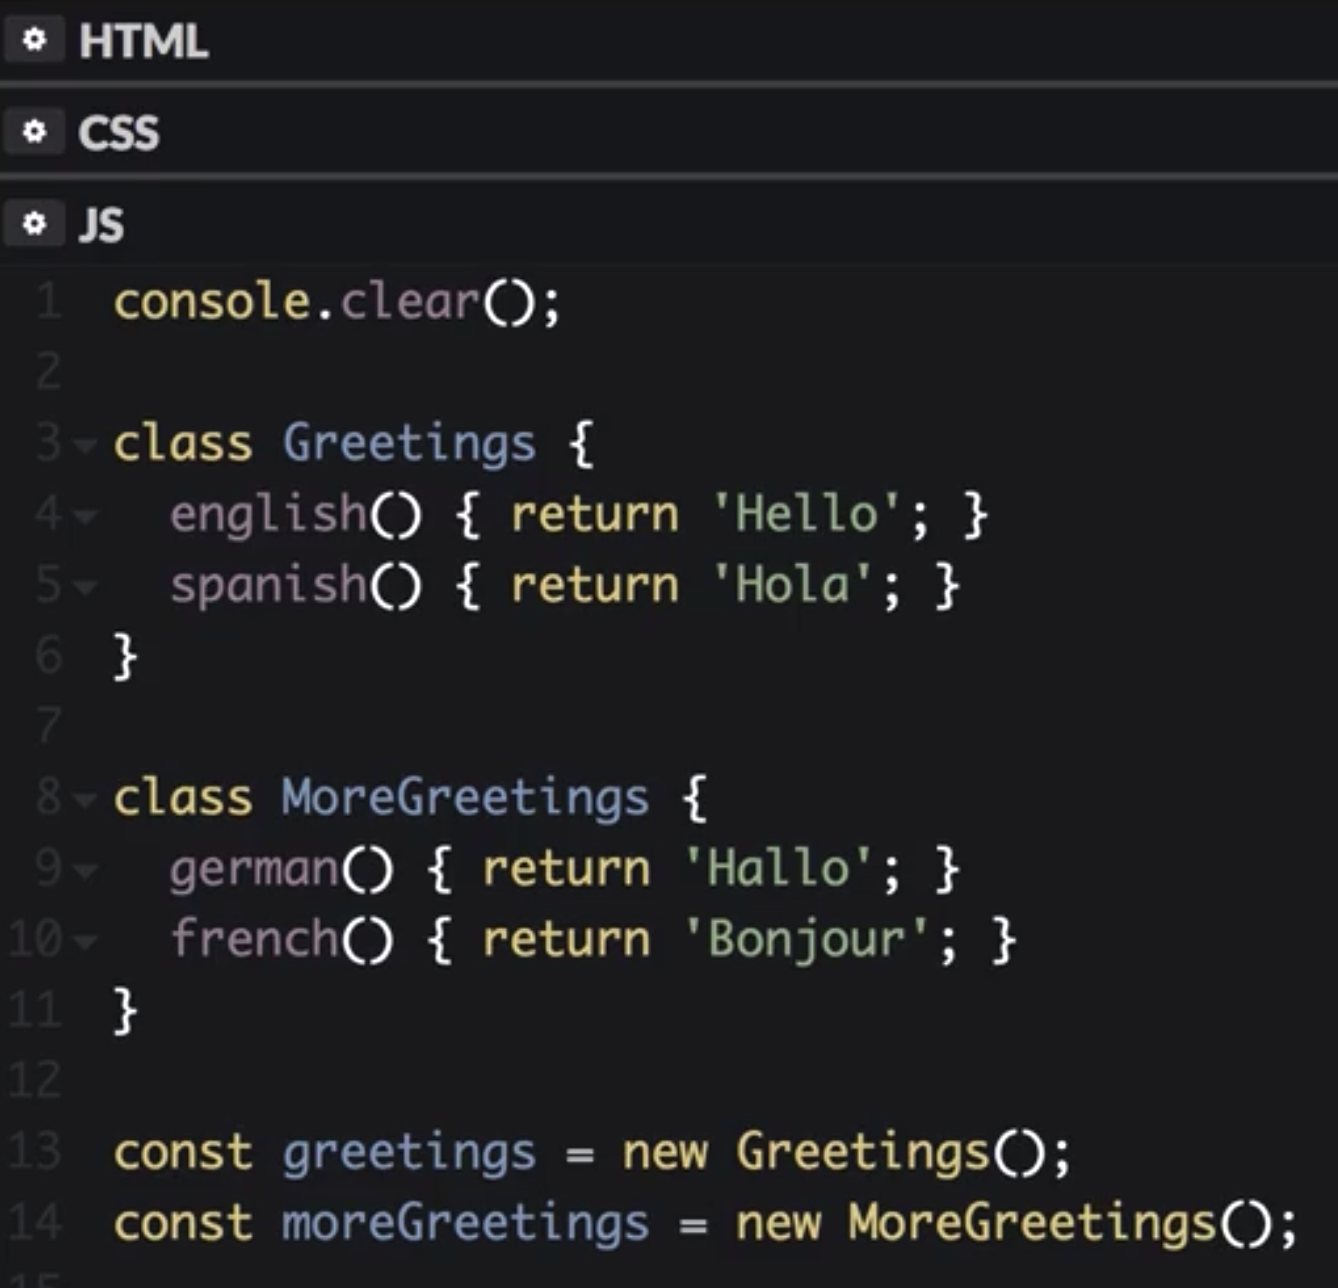 HTML
CSS
JS
1 console.clear();
2
3 class Greetings {
4 english() { return 'Hello'; }
5 spanish() { return 'Hola'; }
6 }
7
8 class MoreGreetings {
9 german() { return 'Hallo'; }
10 french() { return 'Bonjour'; }
11 }
12
13 const greetings = new Greetings();
14 const moreGreetings = new MoreGreetings();
15